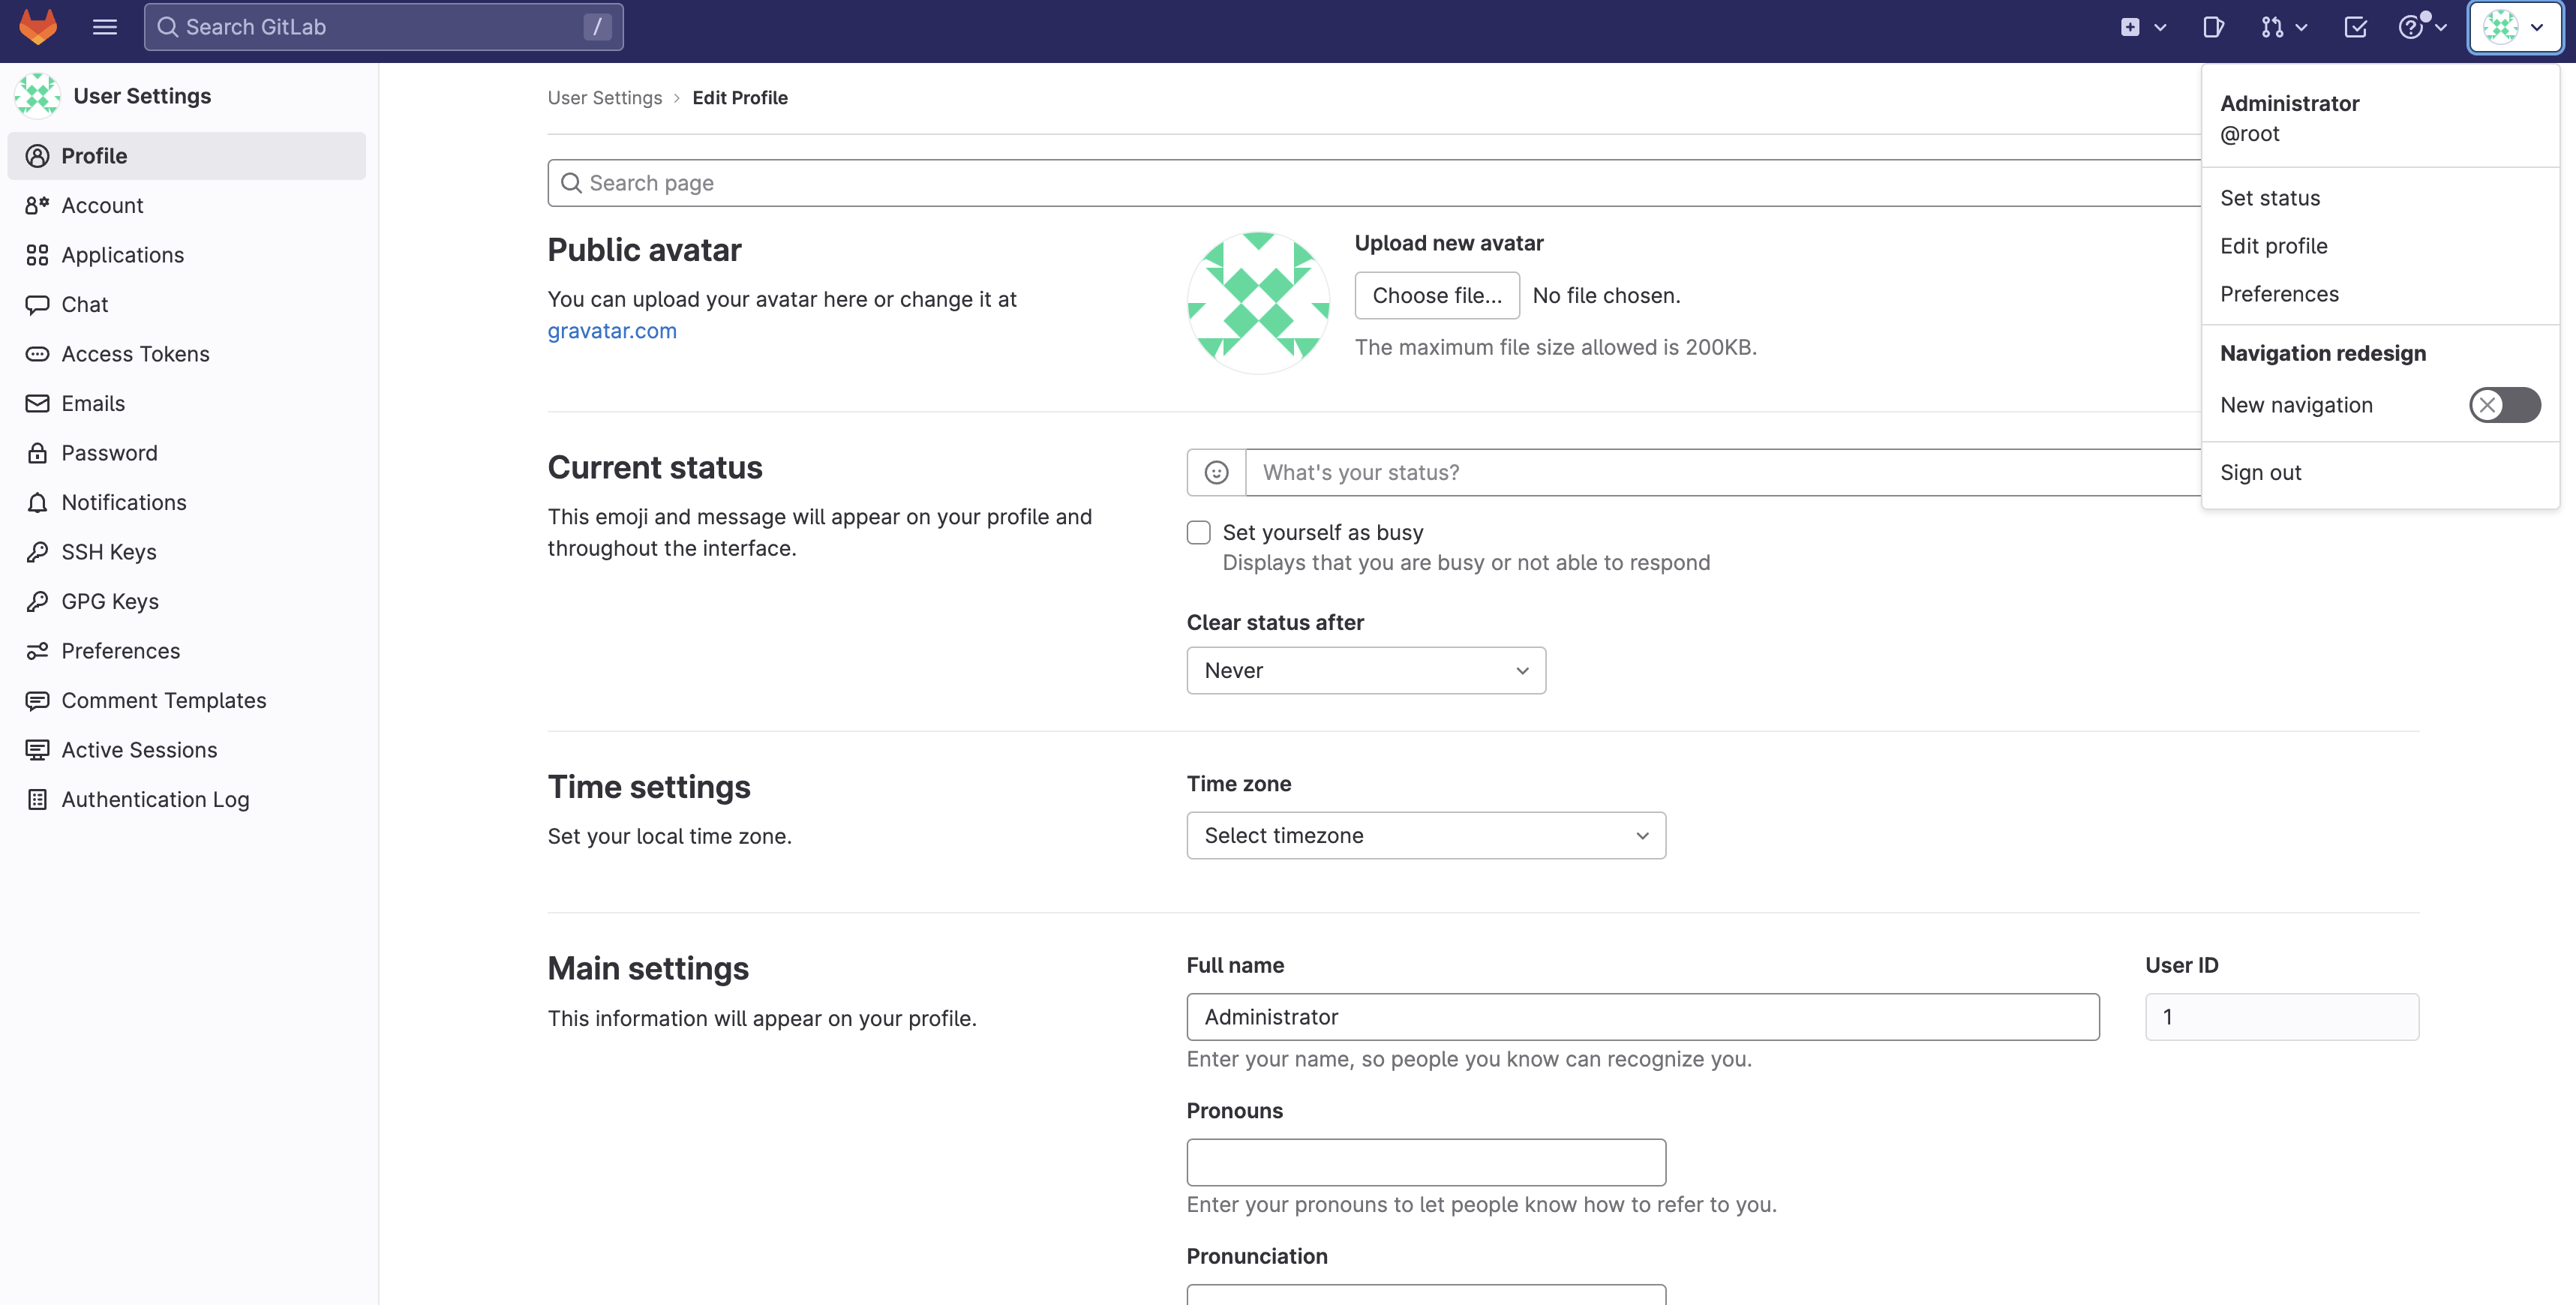 Search GitLab /
User Settings
Profile
Account
Applications
Chat
Access Tokens
Emails
Password
Notifications
SSH Keys
GPG Keys
Preferences
Comment Templates
Active Sessions
Authentication Log
User Settings › Edit Profile
Search page
Public avatar
You can upload your avatar here or change it at
gravatar.com
Upload new avatar
Choose file... No file chosen.
The maximum file size allowed is 200KB.
Current status
This emoji and message will appear on your profile and
throughout the interface.
What's your status?
Set yourself as busy
Displays that you are busy or not able to respond
Clear status after
Never
Time settings
Set your local time zone.
Time zone
Select timezone
Main settings
This information will appear on your profile.
Full name
Administrator
Enter your name, so people you know can recognize you.
User ID
1
Pronouns
Enter your pronouns to let people know how to refer to you.
Pronunciation
Administrator
@root
Set status
Edit profile
Preferences
Navigation redesign
New navigation
Sign out